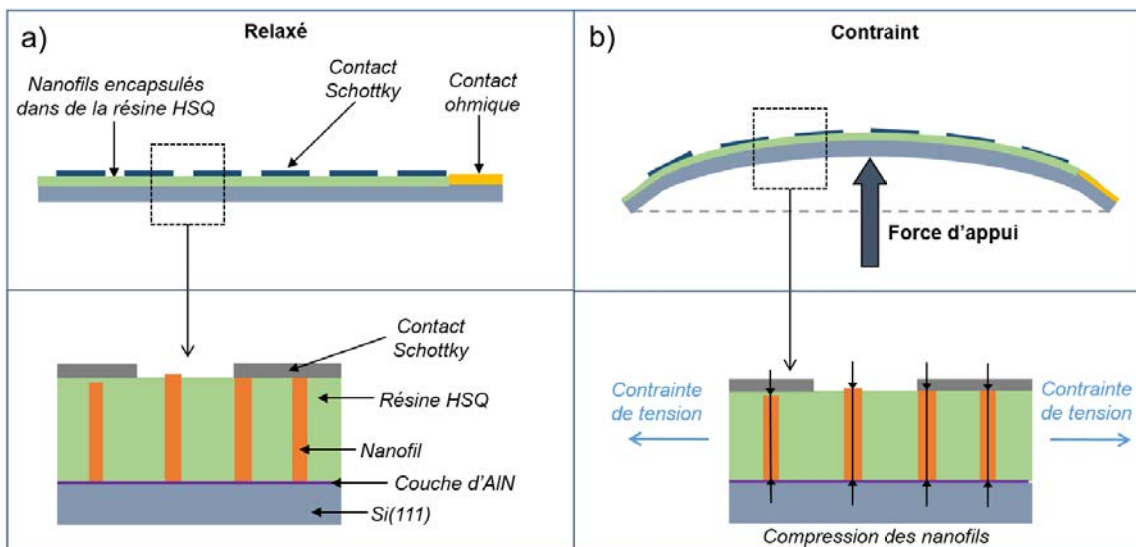 a)
Relaxé
Nanofils encapsulés
dans de la résine HSQ
Contact
Schottky
Contact
ohmique
Contact
Schottky
Résine HSQ
Nanofil
Couche d'AlN
Si(111)
b)
Contraint
Force d'appui
Contrainte
de tension
Contrainte
de tension
Compression des nanofils